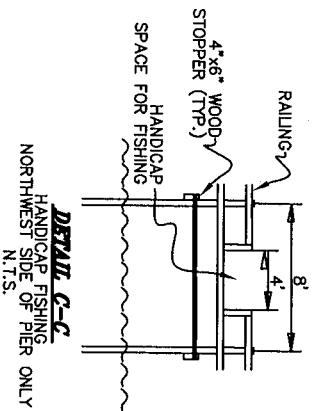 RAILING
4"x6" WOOD
STOPPER (TYP.)
HANDICAP
SPACE FOR FISHING
8'
4'
DETAIL C-C
HANDICAP FISHING
NORTHWEST SIDE OF PIER ONLY
N.T.S.